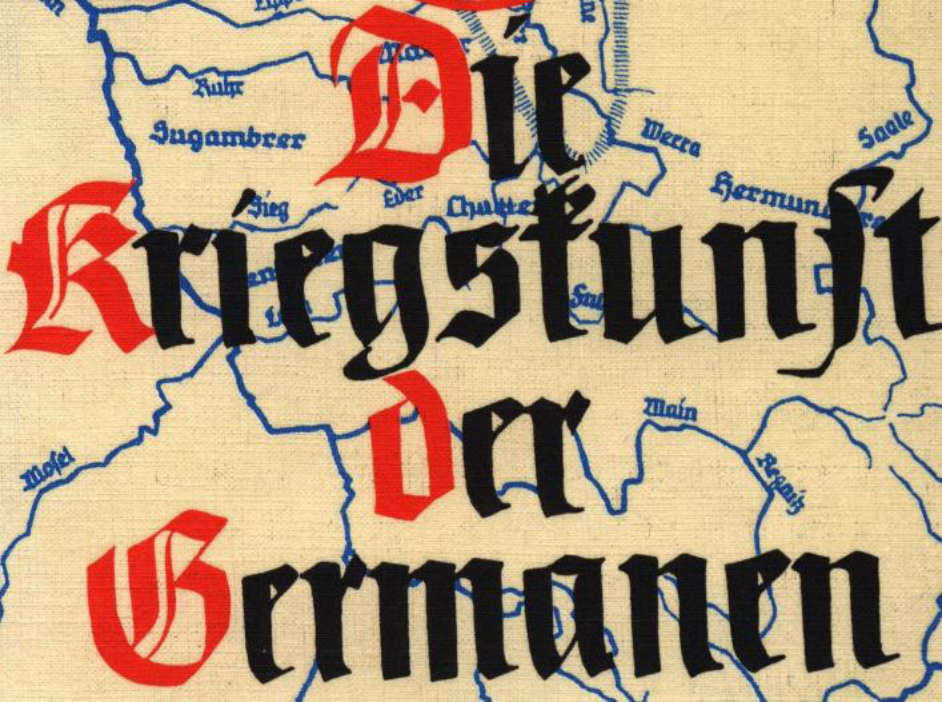 Die
Kriegskunst
der
Germanen
Ruhr
Sugambrer
Werra
Saale
Sieg
Eder
Main
Mosel
Regnitz